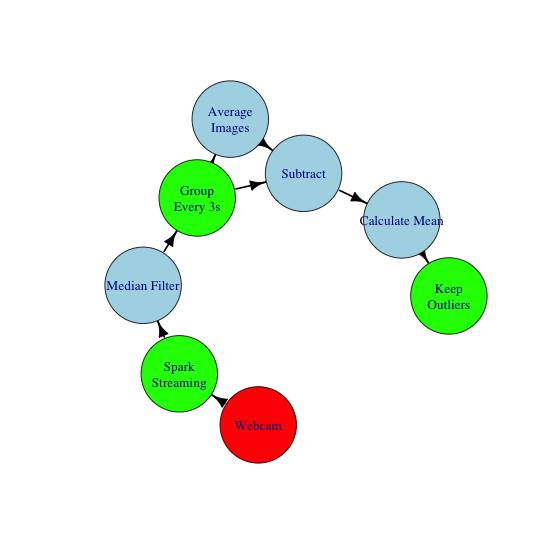 Average
Images
Subtract
Group
Every 3s
Calculate Mean
Median Filter
Keep
Outliers
Spark
Streaming
Webcam